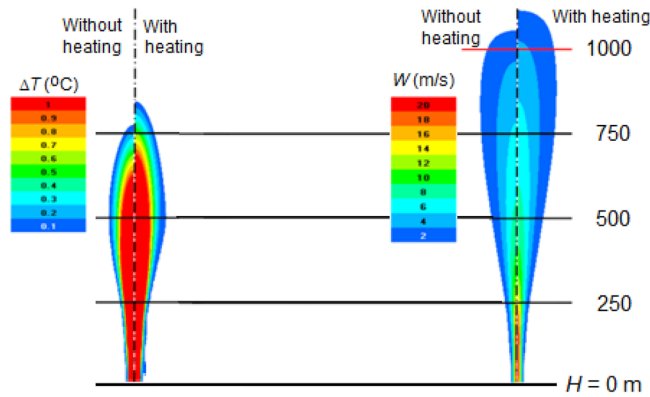 Without
heating
With
heating
Without
heating
With heating
ΔT (⁰C)
W (m/s)
1000
1
0.9
0.8
0.7
0.6
0.5
0.4
0.3
0.2
0.1
20
18
16
14
12
10
8
6
4
2
750
500
250
H = 0 m